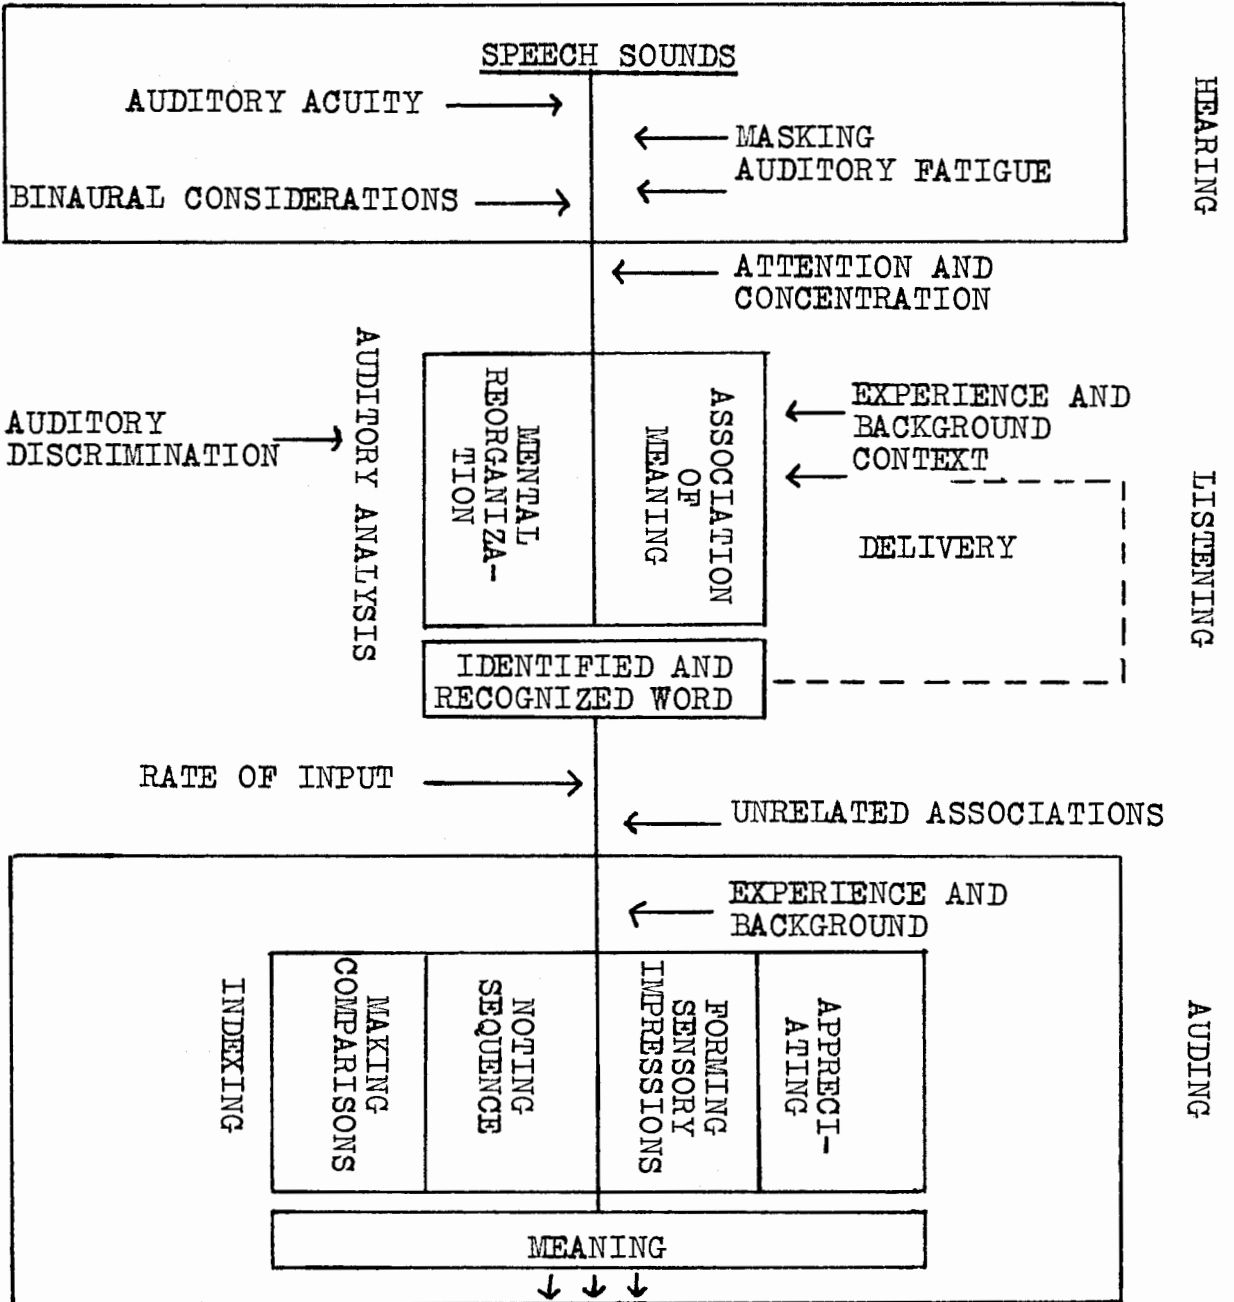 SPEECH SOUNDS
AUDITORY ACUITY
MASKING
AUDITORY FATIGUE
BINAURAL CONSIDERATIONS
HEARING
ATTENTION AND
CONCENTRATION
AUDITORY
DISCRIMINATION
AUDITORY ANALYSIS
MENTAL
REORGANIZA-
TION
ASSOCIATION
OF
MEANING
EXPERIENCE AND
BACKGROUND
CONTEXT
DELIVERY
LISTENING
IDENTIFIED AND
RECOGNIZED WORD
RATE OF INPUT
UNRELATED ASSOCIATIONS
EXPERIENCE AND
BACKGROUND
INDEXING
MAKING
COMPARISONS
NOTING
SEQUENCE
FORMING
SENSORY
IMPRESSIONS
APPRECI-
ATING
AUDING
MEANING